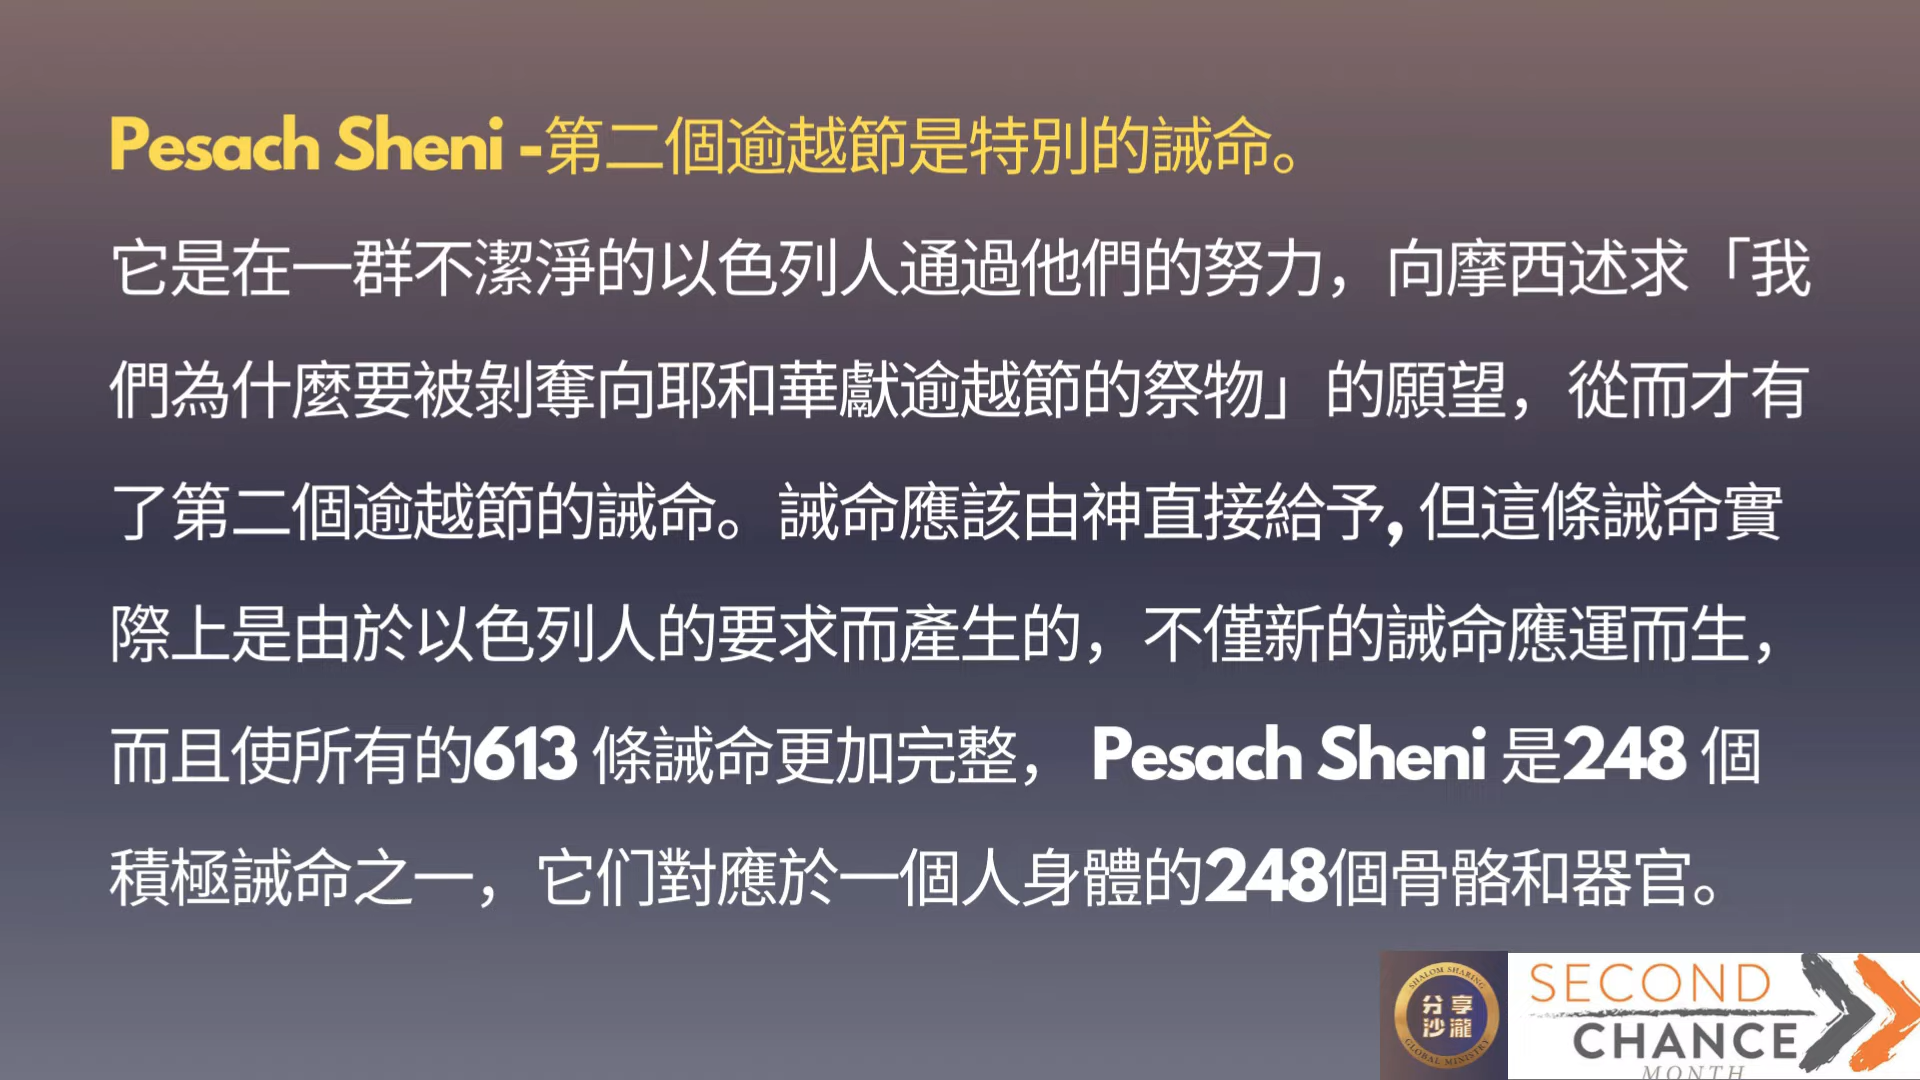 Pesach Sheni -第二個逾越節是特別的誡命。
它是在一群不潔淨的以色列人通過他們的努力，向摩西述求「我
們為什麼要被剝奪向耶和華獻逾越節的祭物」的願望，從而才有
了第二個逾越節的誡命。誡命應該由神直接給予, 但這條誡命實
際上是由於以色列人的要求而產生的，不僅新的誡命應運而生，
而且使所有的613 條誡命更加完整， Pesach Sheni 是248 個
積極誡命之一，它们對應於一個人身體的248個骨骼和器官。
SHALOM SHARING
分享
沙瀧
GLOBAL MINISTRY
SECOND
CHANCE
MONTH